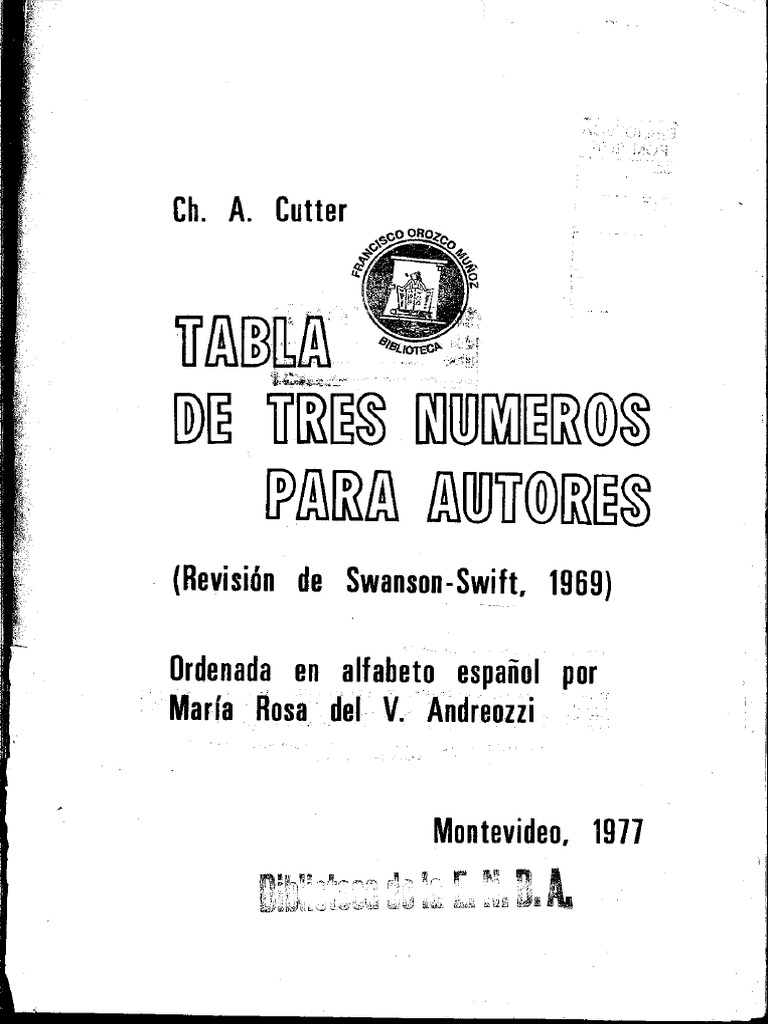 Ch. A. Cutter
FRANCISCO OROZCO MUÑOZ
BIBLIOTECA
TABLA
DE TRES NUMEROS
PARA AUTORES
(Revisión de Swanson-Swift, 1969)
Ordenada en alfabeto español por
María Rosa del V. Andreozzi
Montevideo, 1977
Biblioteca de la E. N. B. A.